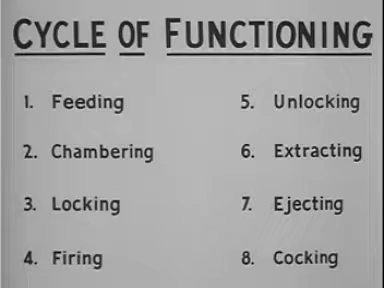 CYCLE OF FUNCTIONING
1. Feeding
2. Chambering
3. Locking
4. Firing
5. Unlocking
6. Extracting
7. Ejecting
8. Cocking